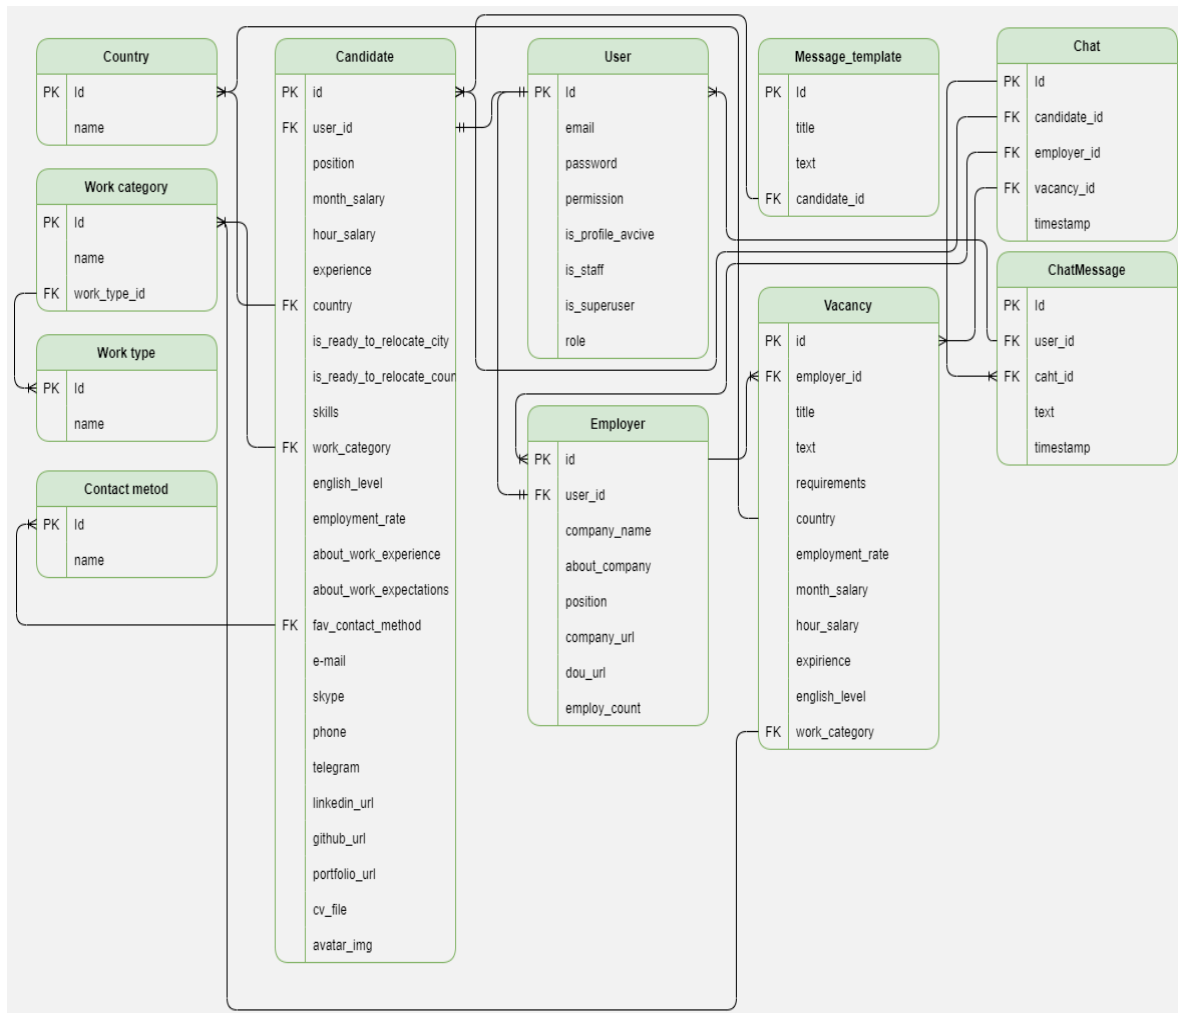 Country
PK Id
name
Work category
PK Id
name
FK work_type_id
Work type
PK Id
name
Contact metod
PK Id
name
Candidate
PK id
FK user_id
position
month_salary
hour_salary
experience
FK country
is_ready_to_relocate_city
is_ready_to_relocate_coun
skills
FK work_category
english_level
employment_rate
about_work_experience
about_work_expectations
FK fav_contact_method
e-mail
skype
phone
telegram
linkedin_url
github_url
portfolio_url
cv_file
avatar_img
User
PK Id
email
password
permission
is_profile_avcive
is_staff
is_superuser
role
Employer
PK id
FK user_id
company_name
about_company
position
company_url
dou_url
employ_count
Message_template
PK Id
title
text
FK candidate_id
Vacancy
PK id
FK employer_id
title
text
requirements
country
employment_rate
month_salary
hour_salary
expirience
english_level
FK work_category
Chat
PK Id
FK candidate_id
FK employer_id
FK vacancy_id
timestamp
ChatMessage
PK Id
FK user_id
FK caht_id
text
timestamp